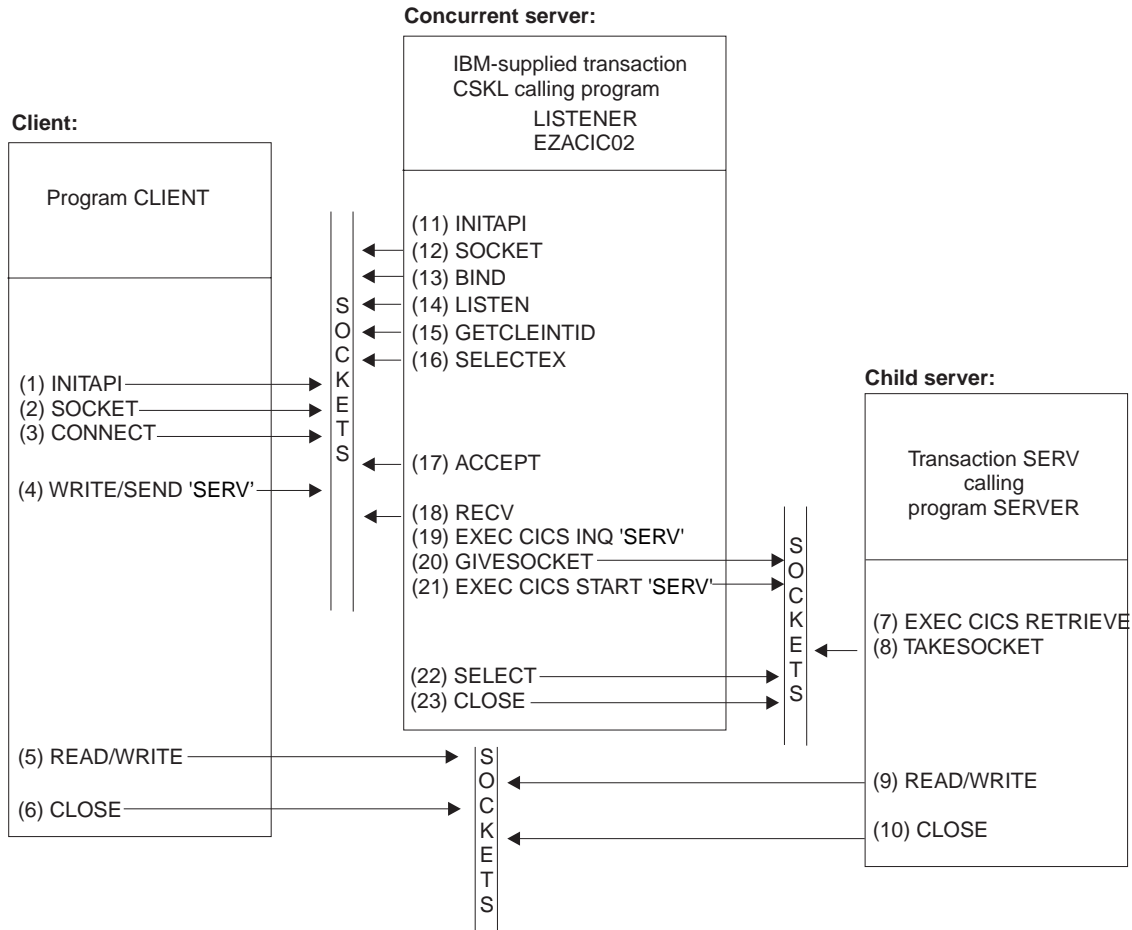 Concurrent server:
IBM-supplied transaction
CSKL calling program
LISTENER
EZACIC02
Client:
Program CLIENT
(11) INITAPI
(12) SOCKET
(13) BIND
(14) LISTEN
(15) GETCLEINTID
(16) SELECTEX
SOCKETS
(1) INITAPI
(2) SOCKET
(3) CONNECT
(4) WRITE/SEND 'SERV'
(17) ACCEPT
(18) RECV
(19) EXEC CICS INQ 'SERV'
(20) GIVESOCKET
(21) EXEC CICS START 'SERV'
(22) SELECT
(23) CLOSE
SOCKETS
Child server:
Transaction SERV
calling
program SERVER
(7) EXEC CICS RETRIEVE
(8) TAKESOCKET
(5) READ/WRITE
(6) CLOSE
SOCKETS
(9) READ/WRITE
(10) CLOSE